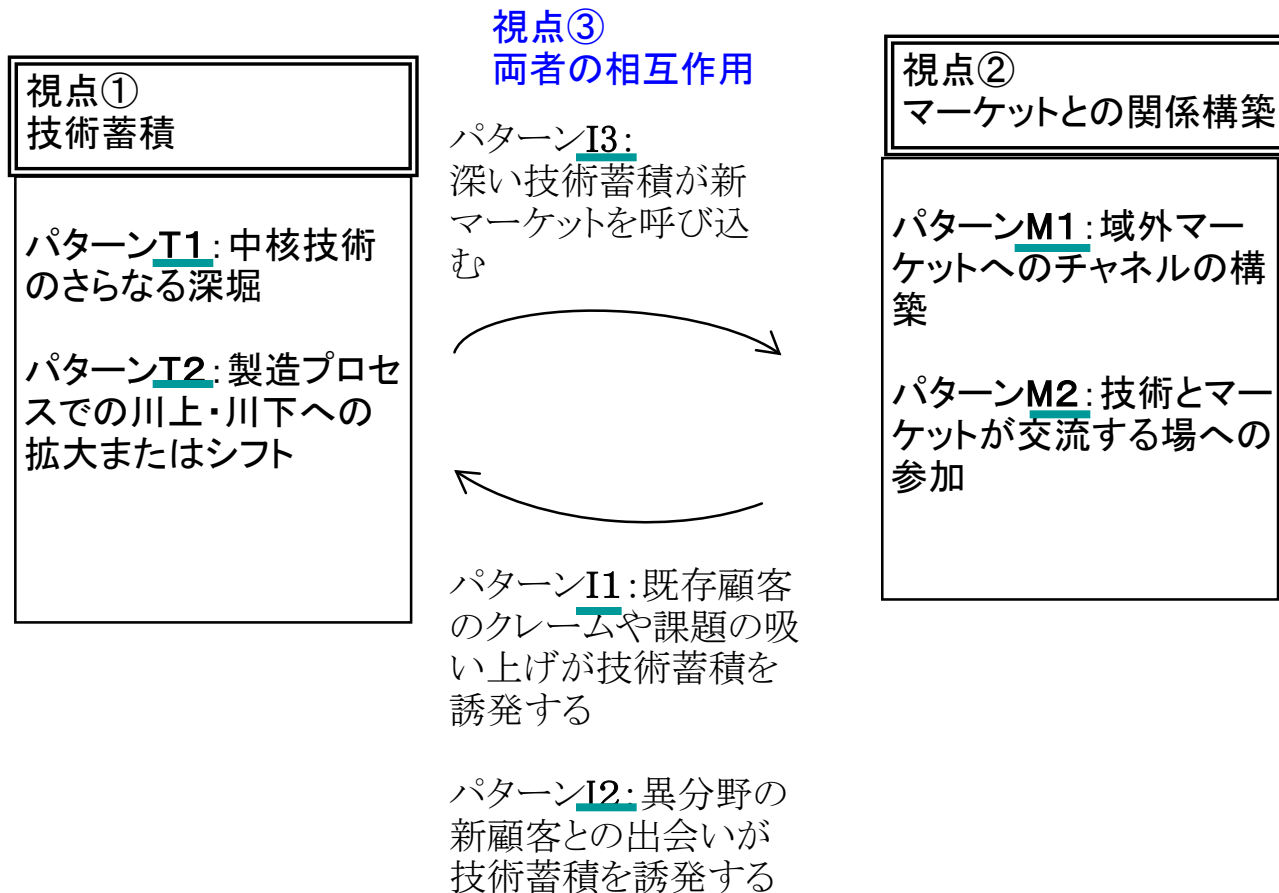 視点①
技術蓄積
パターンT1:中核技術
のさらなる深堀
パターンT2:製造プロセ
スでの川上・川下への
拡大またはシフト
視点③
両者の相互作用
パターンI3:
深い技術蓄積が新
マーケットを呼び込
む
パターンI1:既存顧客
のクレームや課題の吸
い上げが技術蓄積を
誘発する
パターンI2:異分野の
新顧客との出会いが
技術蓄積を誘発する
視点②
マーケットとの関係構築
パターンM1:域外マー
ケットへのチャネルの構
築
パターンM2:技術とマー
ケットが交流する場への
参加